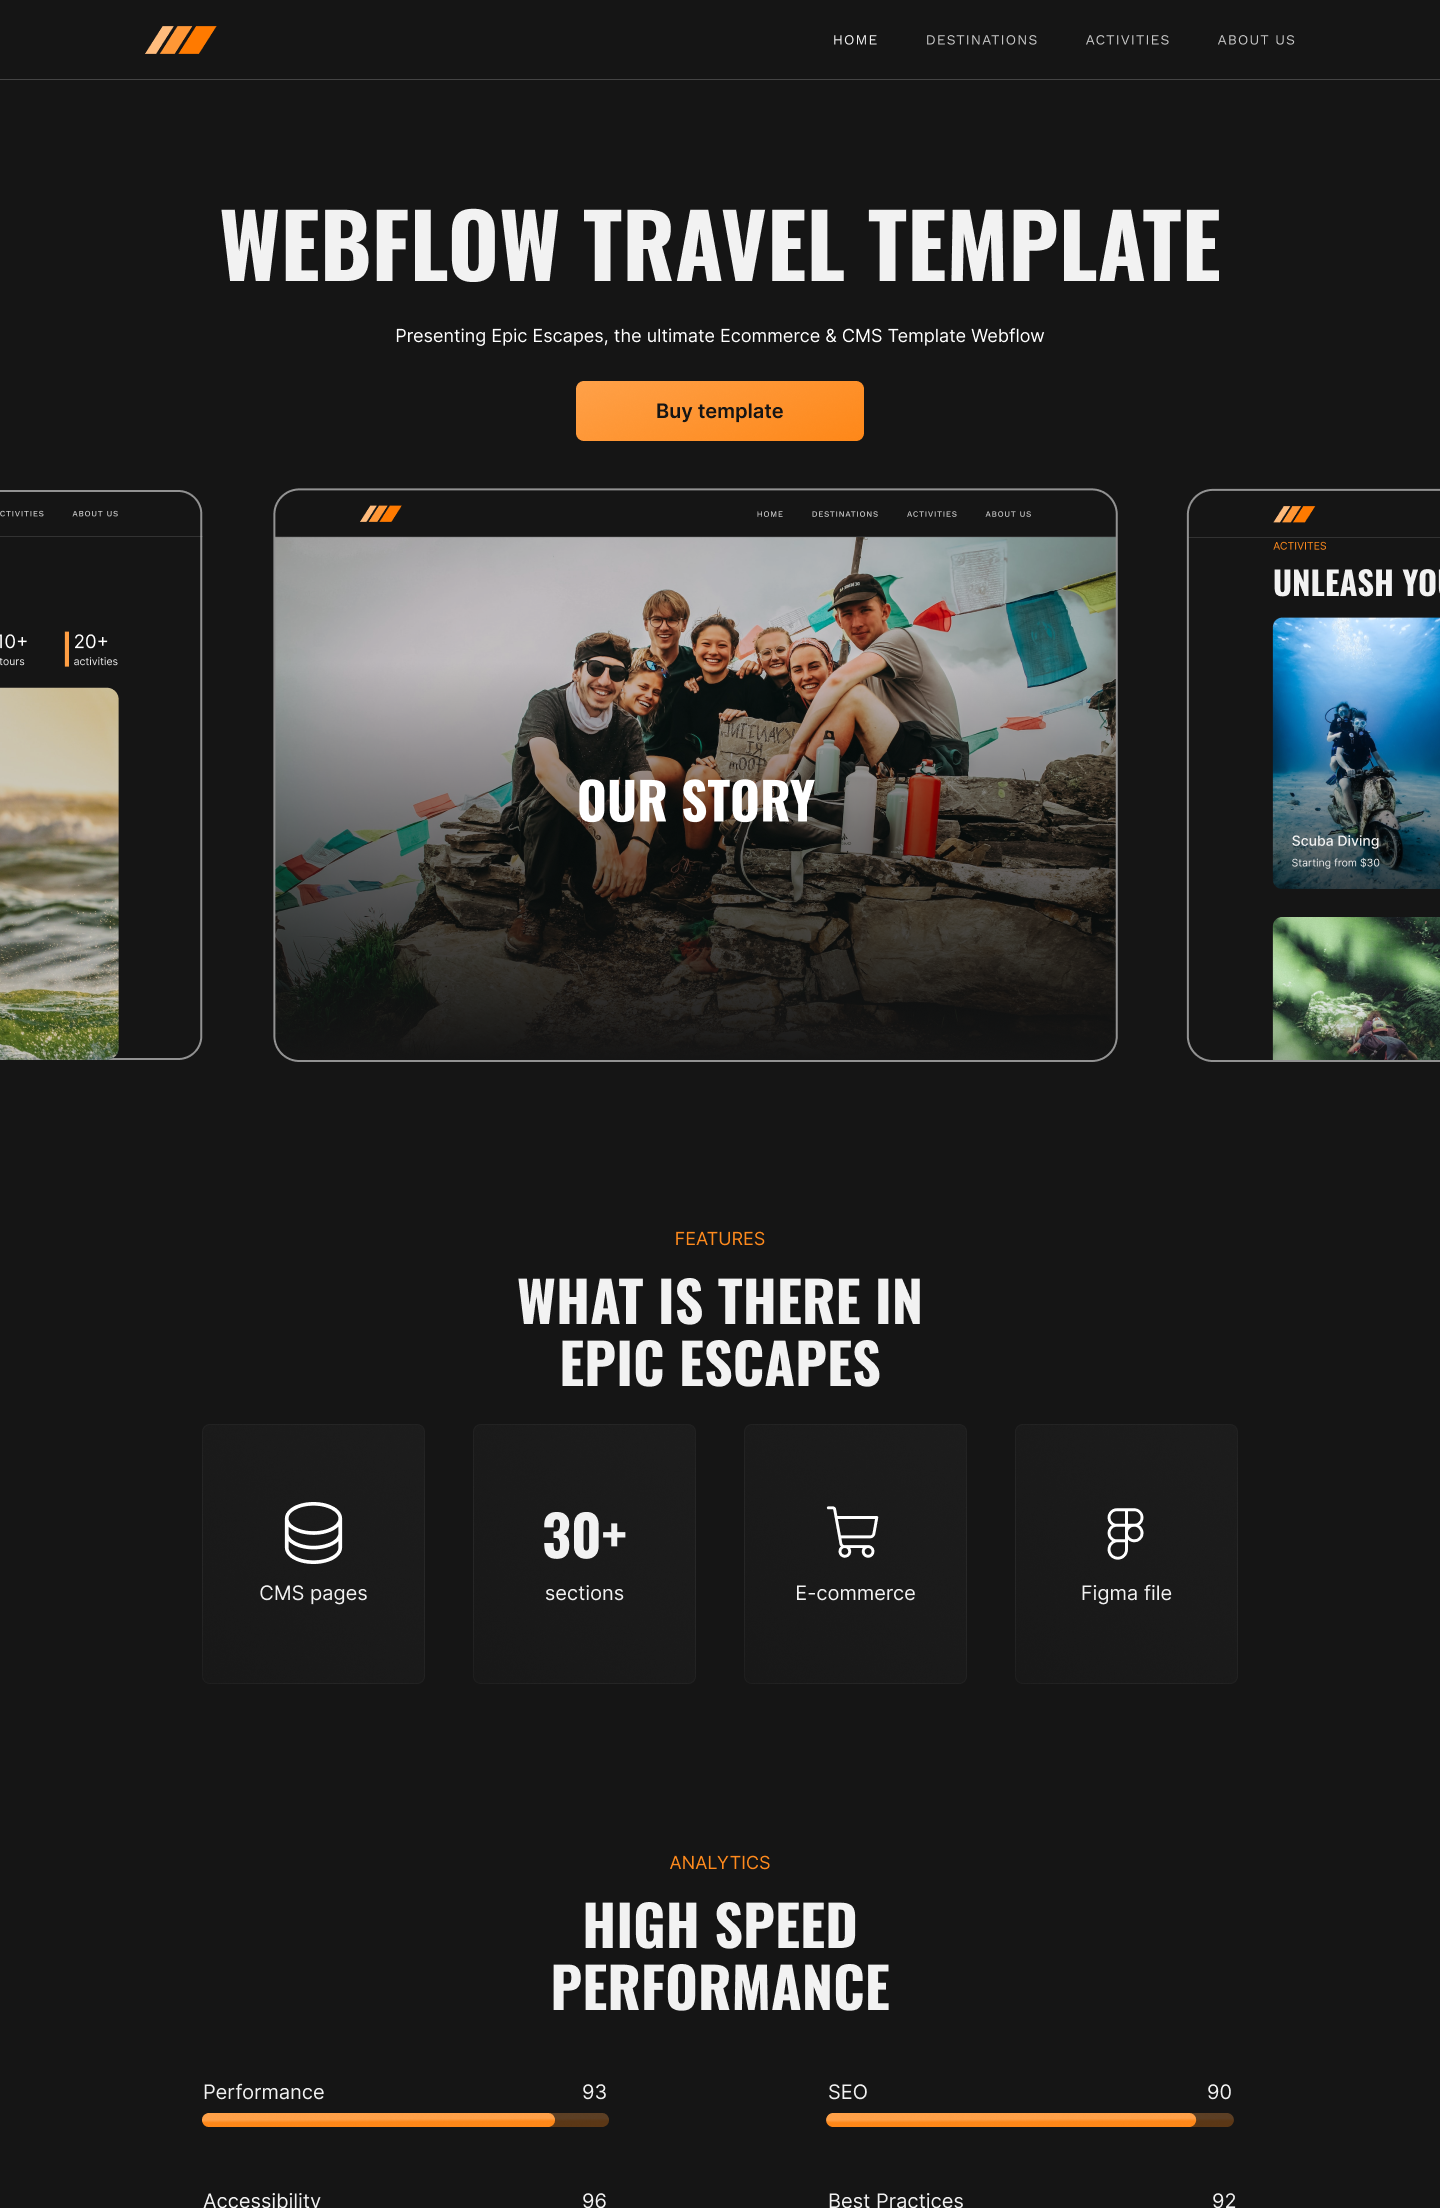 HOME DESTINATIONS ACTIVITIES ABOUT US
WEBFLOW TRAVEL TEMPLATE
Presenting Epic Escapes, the ultimate Ecommerce & CMS Template Webflow
Buy template
ABOUT US
10+
tours
20+
activities
HOME DESTINATIONS ACTIVITIES ABOUT US
OUR STORY
ACTIVITES
UNLEASH
Scuba Diving
Starting from $30
FEATURES
WHAT IS THERE IN
EPIC ESCAPES
CMS pages
30+
sections
E-commerce
Figma file
ANALYTICS
HIGH SPEED
PERFORMANCE
Performance 93
SEO 90
Accessibility 96
Best Practices 92